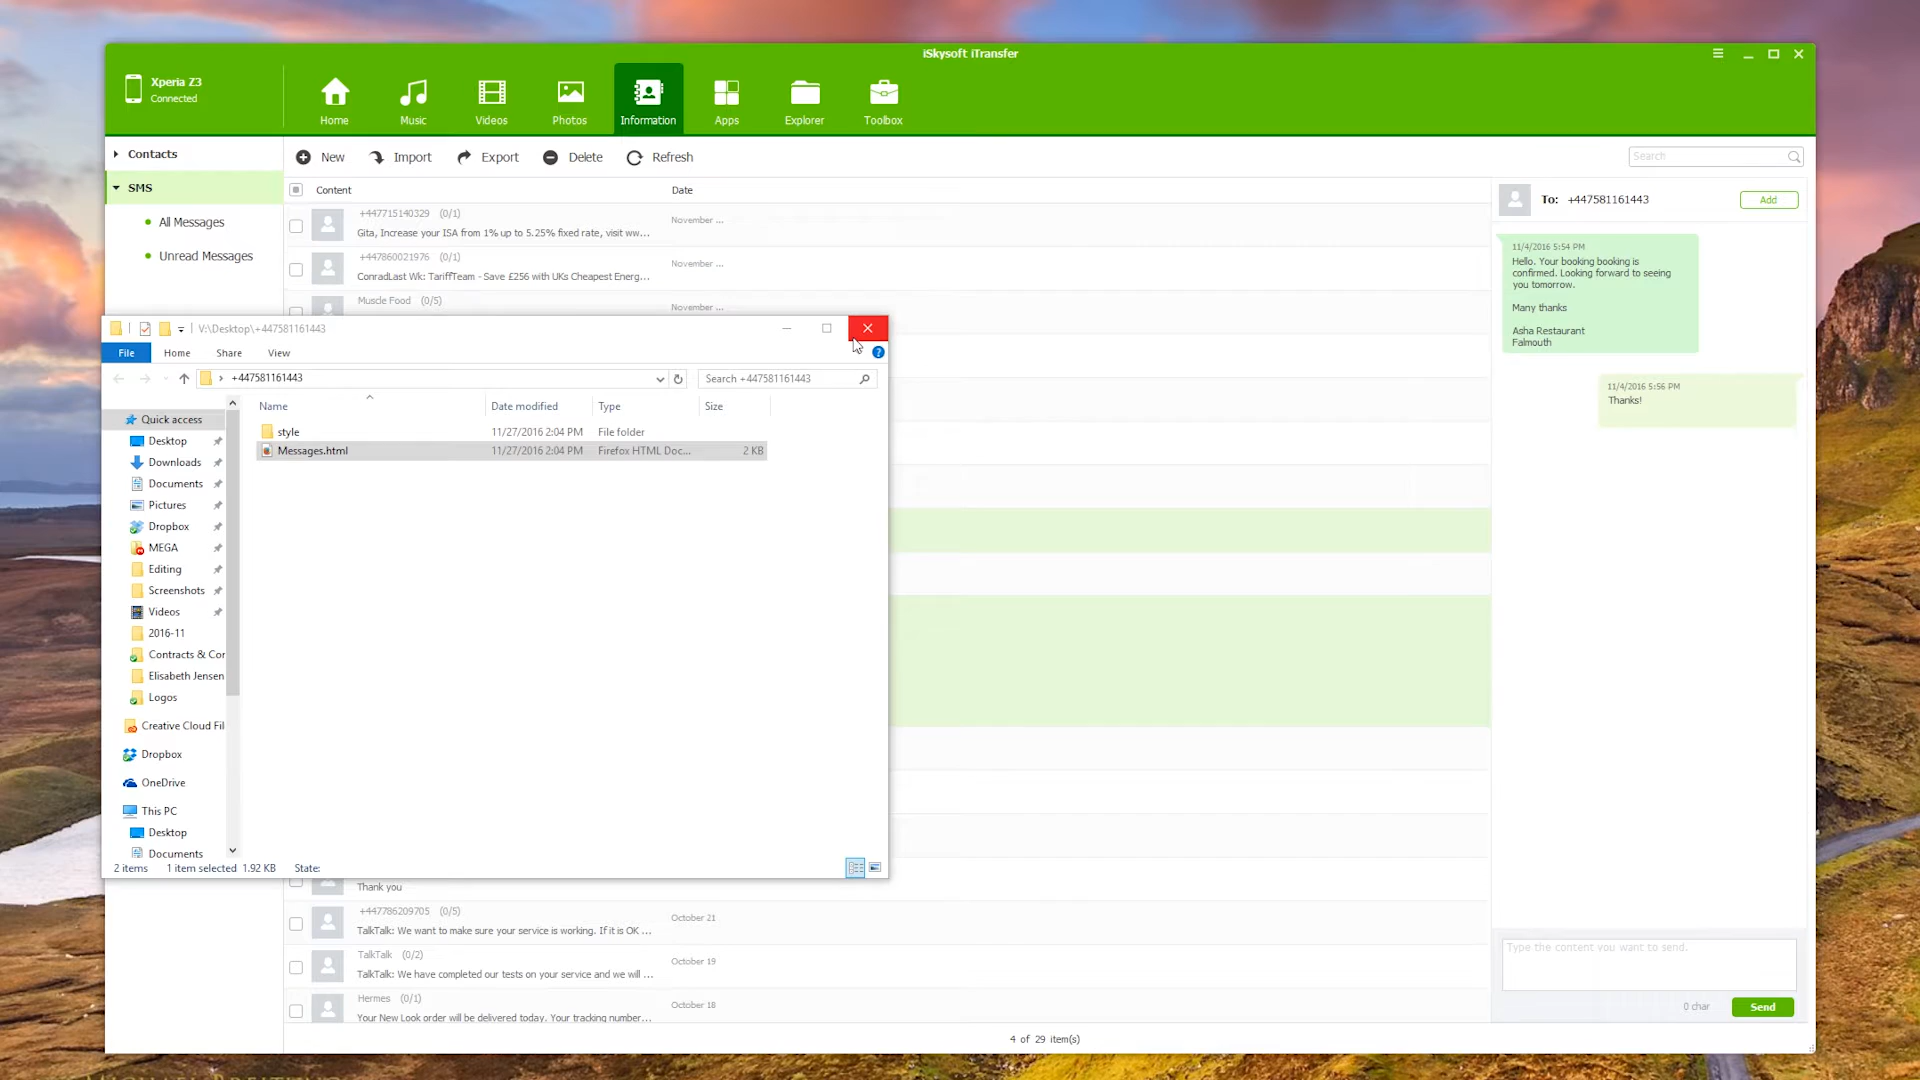 iSkysoft iTransfer
Xperia Z3
Connected
Home
Music
Videos
Photos
Information
Apps
Explorer
Toolbox
Contacts
SMS
All Messages
Unread Messages
New
Import
Export
Delete
Refresh
Search
Content
Date
+447715140329 (0/1)
Gita, Increase your ISA from 1% up to 5.25% fixed rate, visit ww...
November ...
+447860021976 (0/1)
ConradLast Wk: TariffTeam - Save £256 with UKs Cheapest Energ...
November ...
Muscle Food (0/5)
November ...
To: +447581161443
Add
11/4/2016 5:54 PM
Hello. Your booking booking is
confirmed. Looking forward to seeing
you tomorrow.
Many thanks
Asha Restaurant
Falmouth
11/4/2016 5:56 PM
Thanks!
V:\Desktop\+447581161443
File
Home
Share
View
+447581161443
Search +447581161443
Name
Date modified
Type
Size
style
11/27/2016 2:04 PM
File folder
Messages.html
11/27/2016 2:04 PM
Firefox HTML Doc...
2 KB
Quick access
Desktop
Downloads
Documents
Pictures
Dropbox
MEGA
Editing
Screenshots
Videos
2016-11
Contracts & Cor
Elisabeth Jensen
Logos
Creative Cloud Fil
Dropbox
OneDrive
This PC
Desktop
Documents
2 items
1 item selected 1.92 KB
State:
Thank you
+447786209705 (0/5)
TalkTalk: We want to make sure your service is working. If it is OK ...
October 21
TalkTalk (0/2)
TalkTalk: We have completed our tests on your service and we will ...
October 19
Hermes (0/1)
Your New Look order will be delivered today. Your tracking number...
October 18
4 of 29 item(s)
Type the content you want to send.
0 char
Send